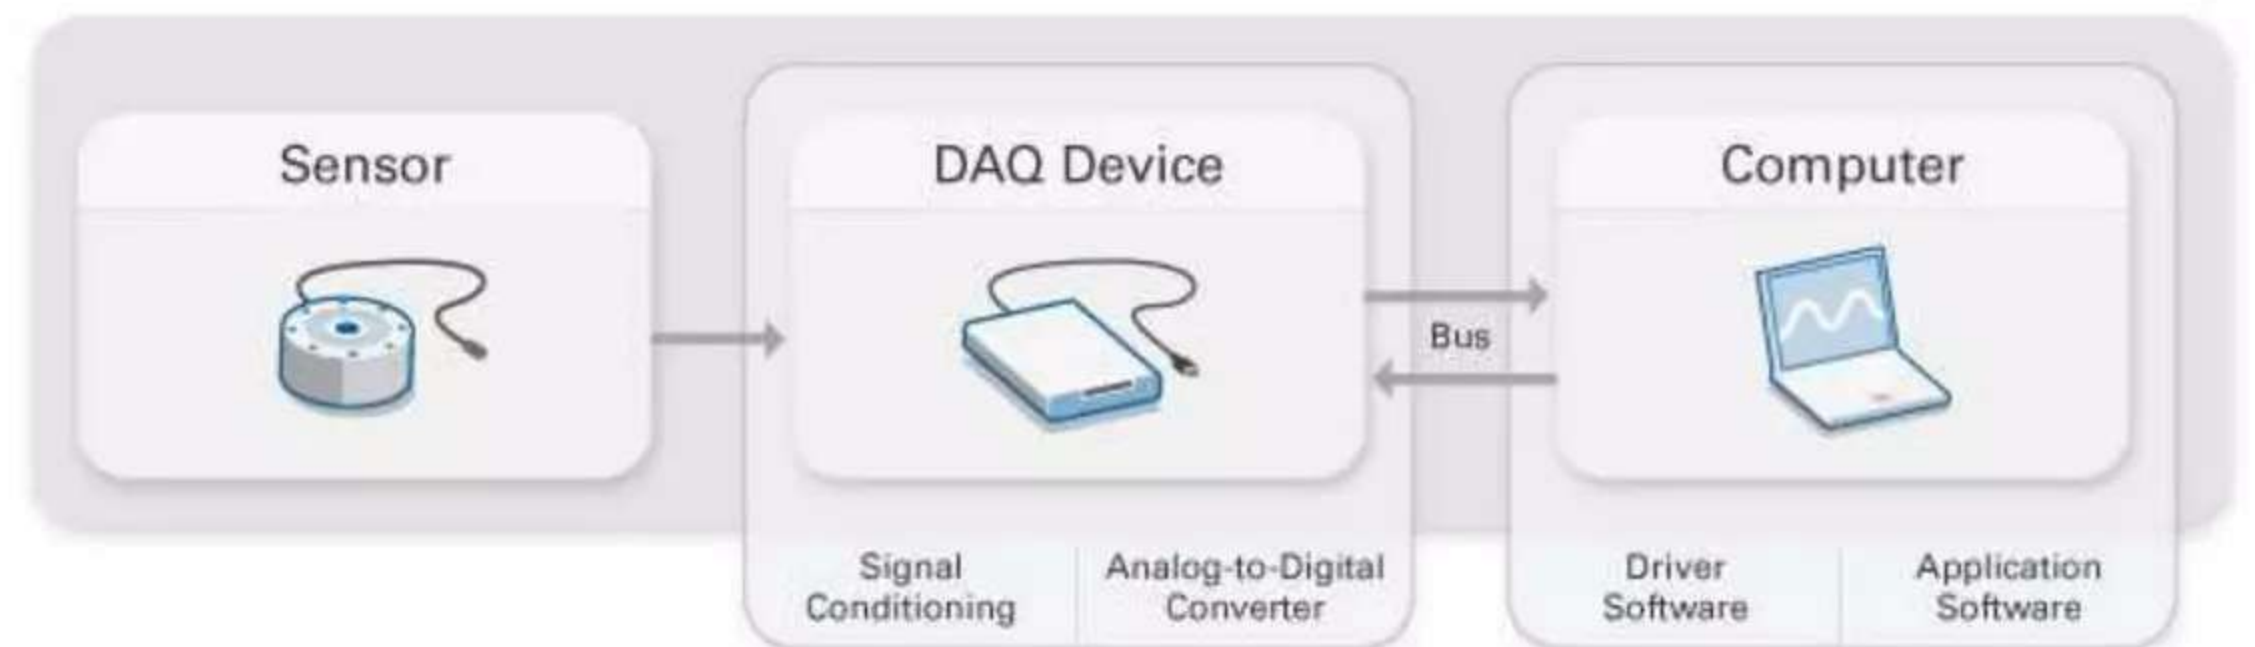 Sensor
DAQ Device
Computer
Bus
Signal
Conditioning
Analog-to-Digital
Converter
Driver
Software
Application
Software